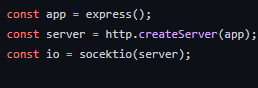 const app = express();
const server = http.createServer(app);
const io = socektio(server);